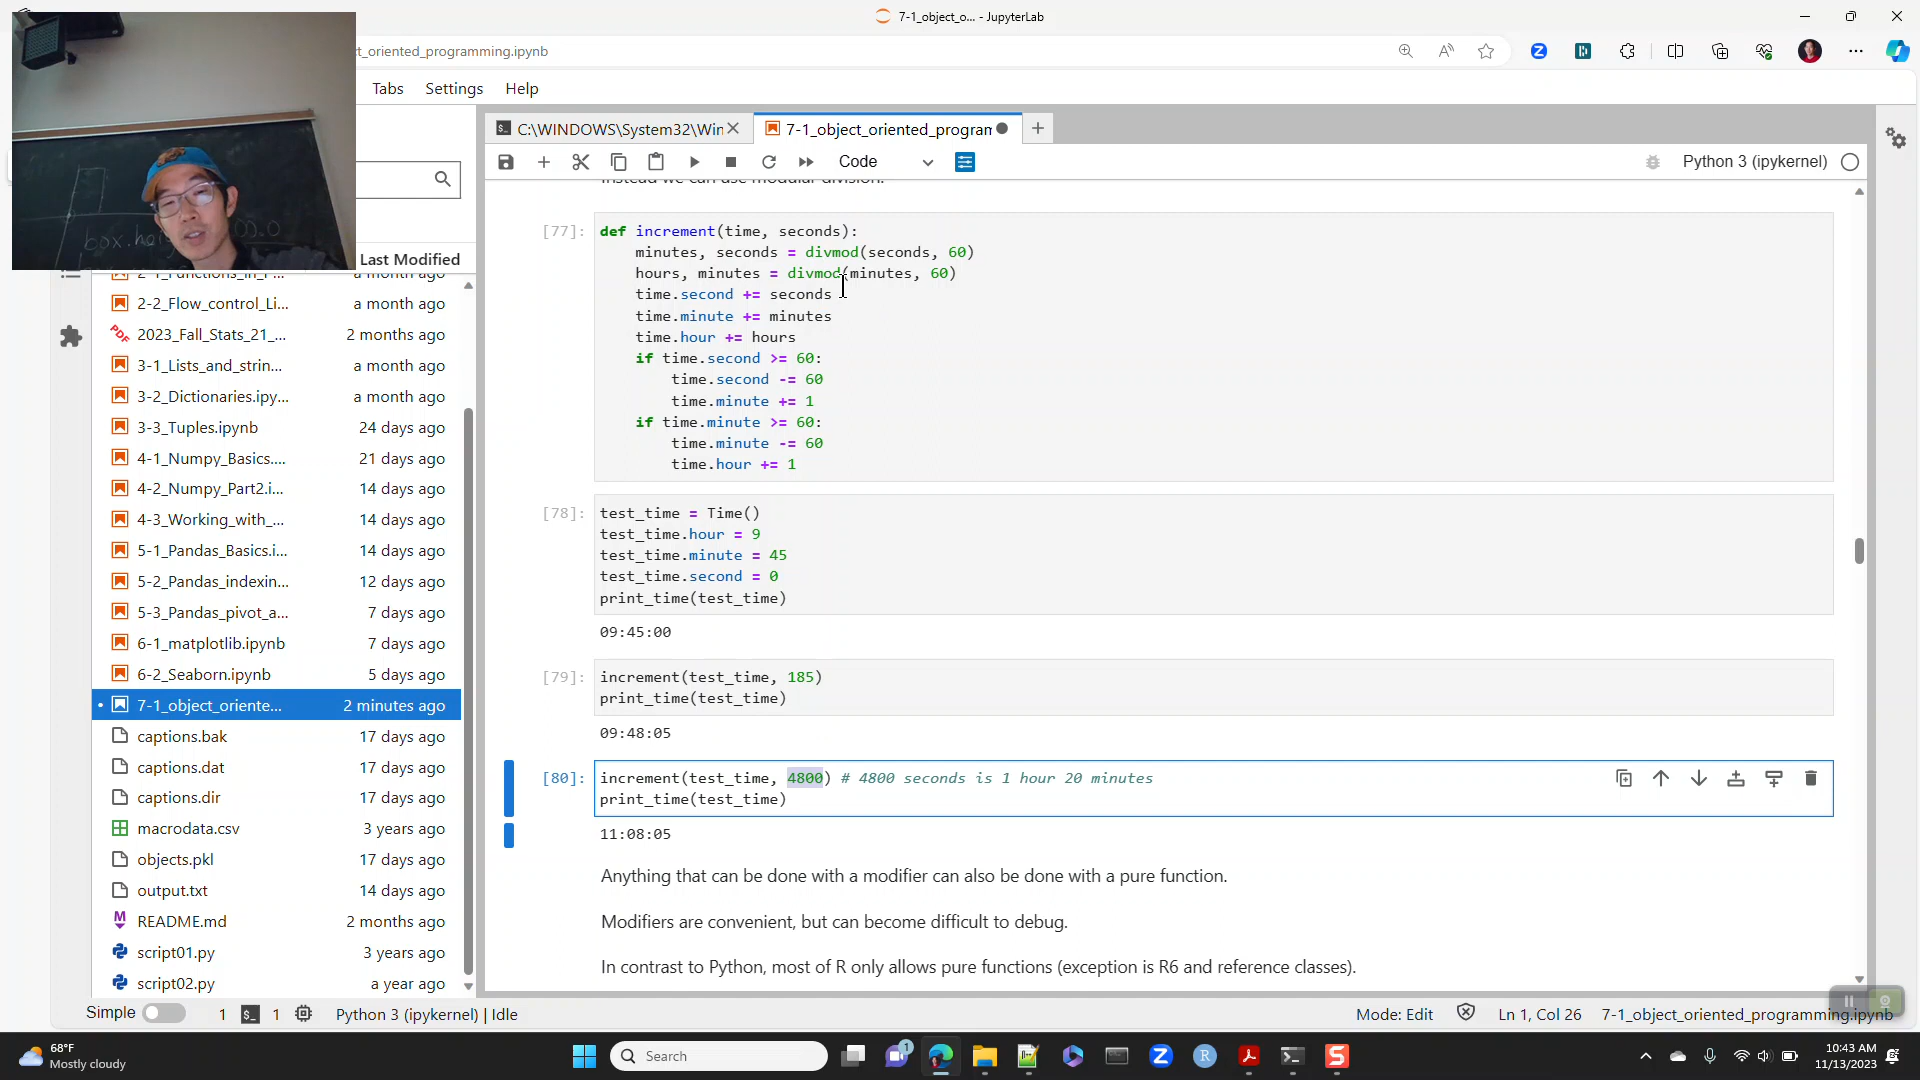 7-1_object_o... - JupyterLab
t_oriented_programming.ipynb
Tabs Settings Help
C:\WINDOWS\System32\Wir
7-1_object_oriented_progran
Code
Python 3 (ipykernel)
Last Modified
box.hei 00.0
2-2_Flow_control_Li... a month ago
2023_Fall_Stats_21_... 2 months ago
3-1_Lists_and_strin... a month ago
3-2_Dictionaries.ipy... a month ago
3-3_Tuples.ipynb 24 days ago
4-1_Numpy_Basics.... 21 days ago
4-2_Numpy_Part2.i... 14 days ago
4-3_Working_with_... 14 days ago
5-1_Pandas_Basics.i... 14 days ago
5-2_Pandas_indexin... 12 days ago
5-3_Pandas_pivot_a... 7 days ago
6-1_matplotlib.ipynb 7 days ago
6-2_Seaborn.ipynb 5 days ago
7-1_object_oriente... 2 minutes ago
captions.bak 17 days ago
captions.dat 17 days ago
captions.dir 17 days ago
macrodata.csv 3 years ago
objects.pkl 17 days ago
output.txt 14 days ago
README.md 2 months ago
script01.py 3 years ago
script02.py a year ago
instead we can use modular division.
[77]: def increment(time, seconds):
minutes, seconds = divmod(seconds, 60)
hours, minutes = divmod(minutes, 60)
time.second += seconds
time.minute += minutes
time.hour += hours
if time.second >= 60:
time.second -= 60
time.minute += 1
if time.minute >= 60:
time.minute -= 60
time.hour += 1
[78]: test_time = Time()
test_time.hour = 9
test_time.minute = 45
test_time.second = 0
print_time(test_time)
09:45:00
[79]: increment(test_time, 185)
print_time(test_time)
09:48:05
[80]: increment(test_time, 4800) # 4800 seconds is 1 hour 20 minutes
print_time(test_time)
11:08:05
Anything that can be done with a modifier can also be done with a pure function.
Modifiers are convenient, but can become difficult to debug.
In contrast to Python, most of R only allows pure functions (exception is R6 and reference classes).
Simple 1 1 Python 3 (ipykernel) | Idle Mode: Edit Ln 1, Col 26 7-1_object_oriented_programming.ipynb
68°F
Mostly cloudy
Search
10:43 AM
11/13/2023